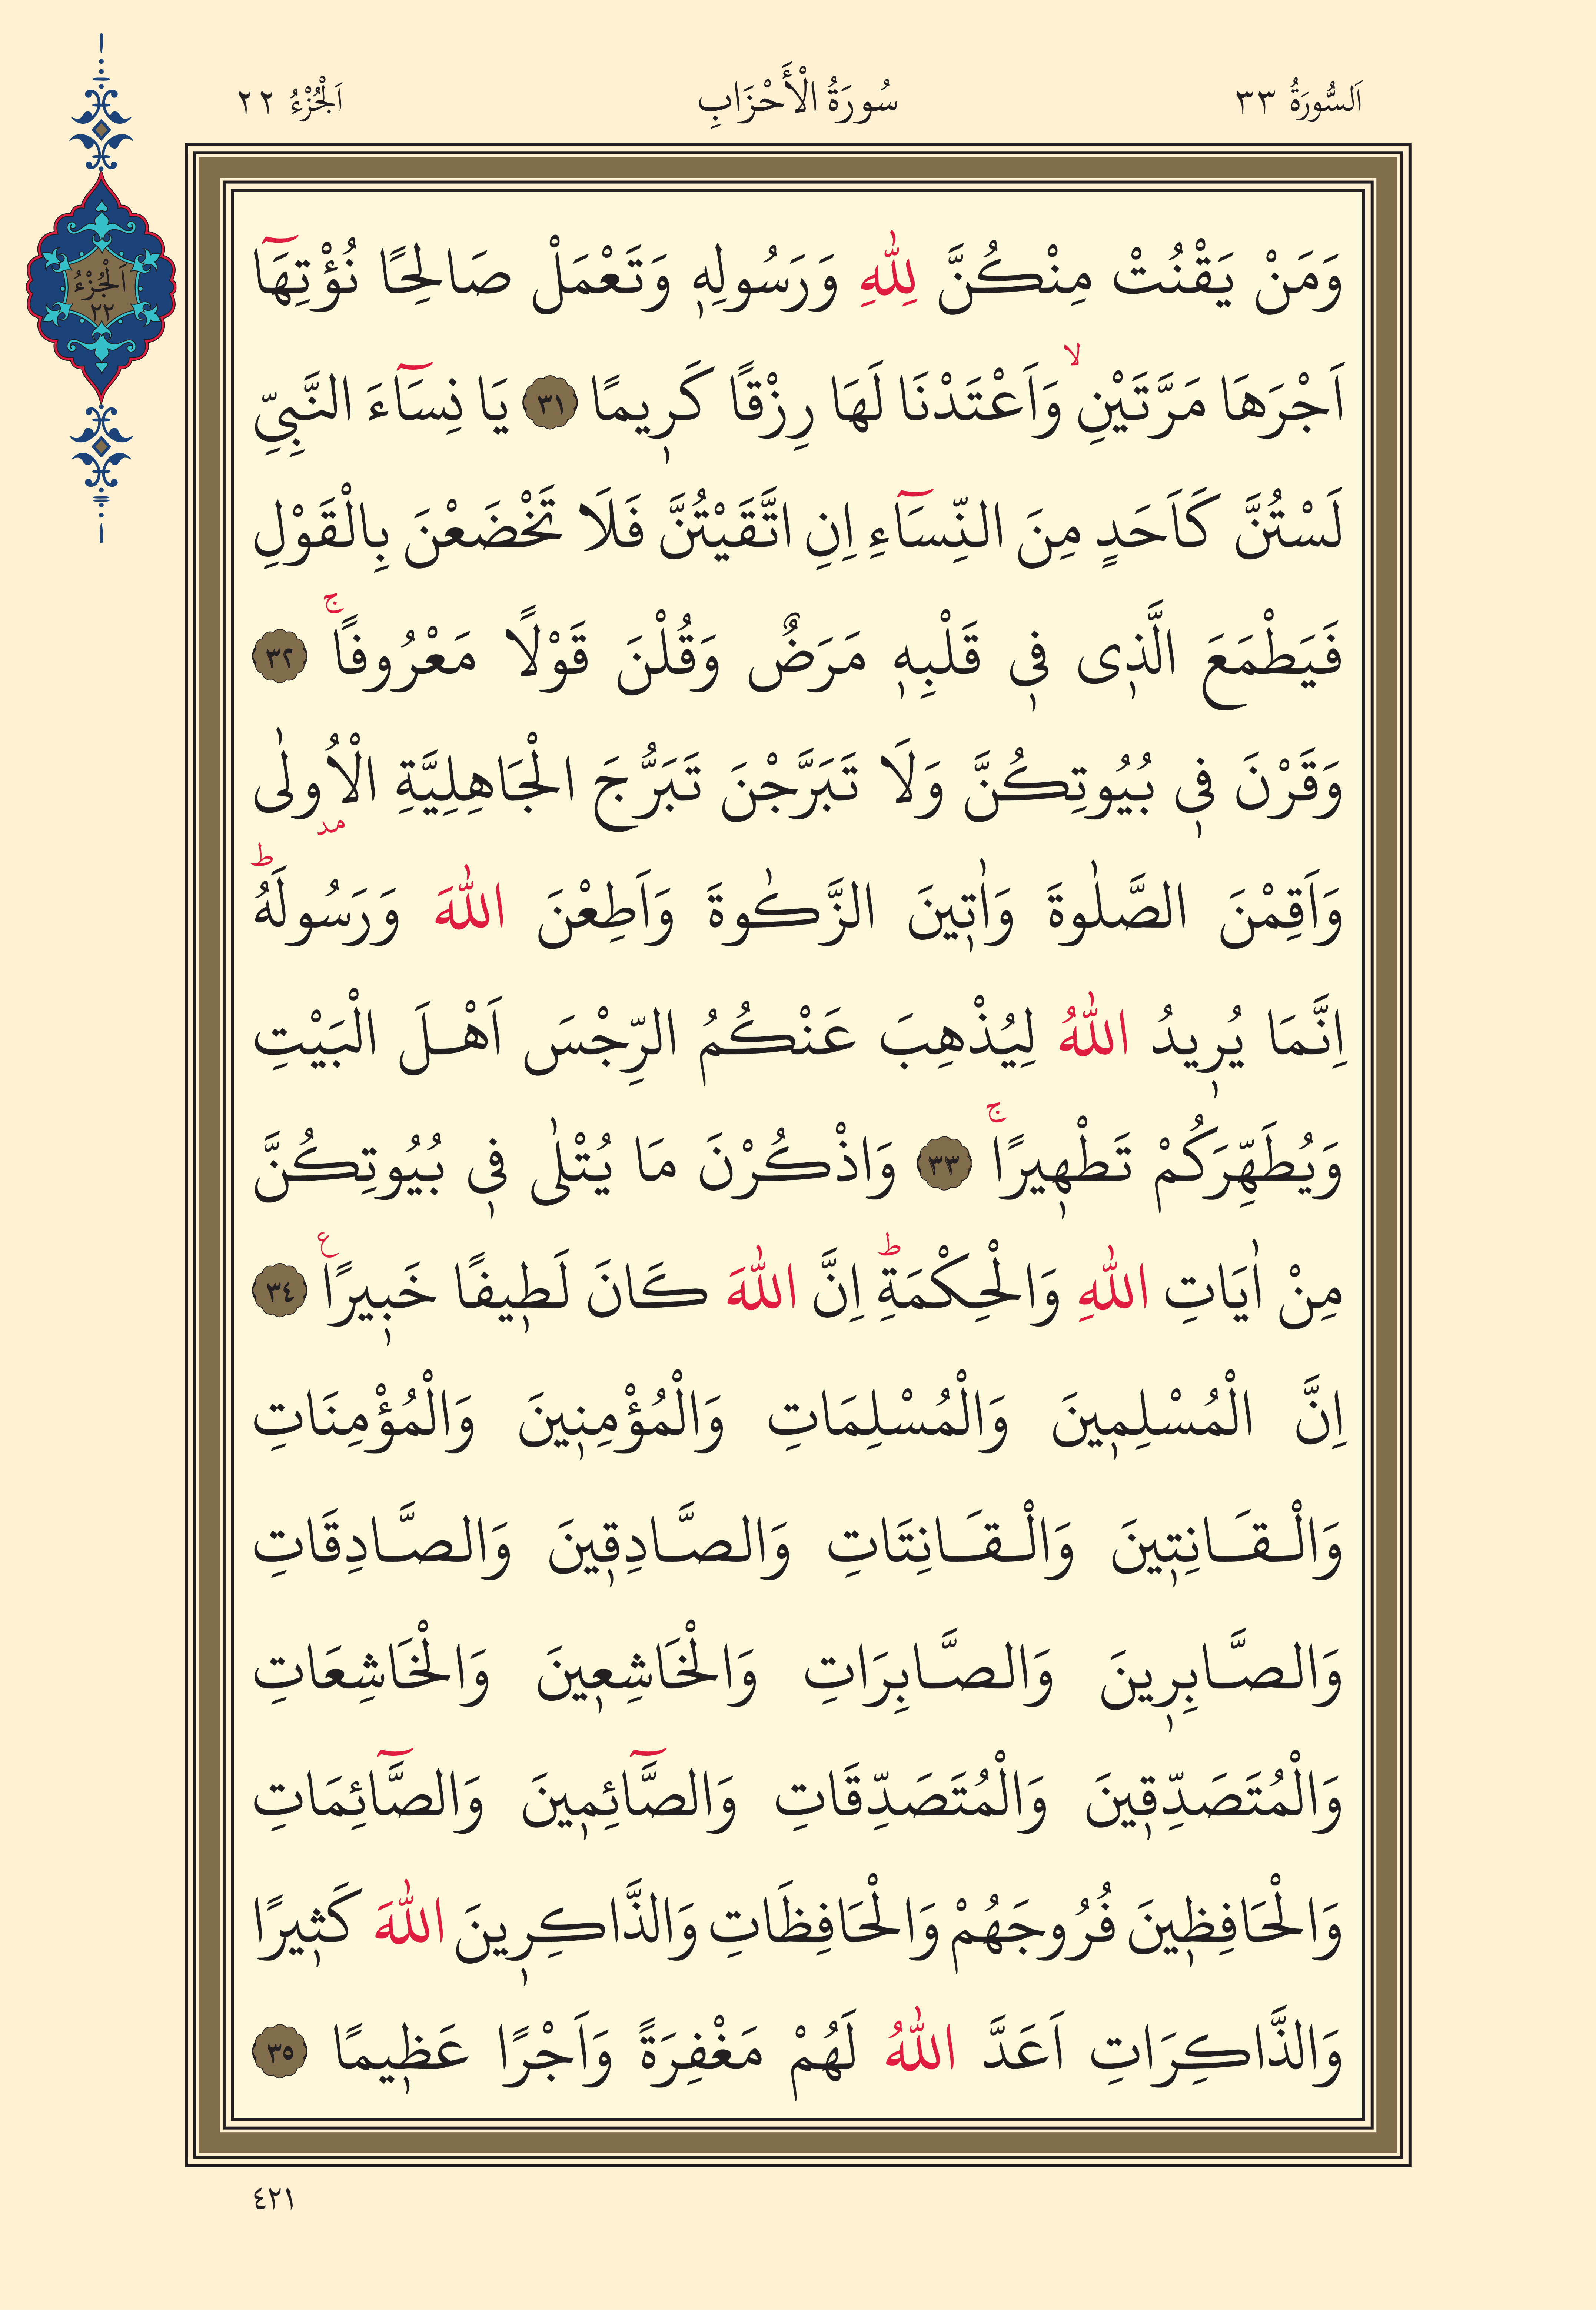 اَلسُّورَةُ ٣٣ سُورَةُ الْأَحْزَابِ اَلْجُزْءُ ٢٢
اَلْجُزْءُ
٢٢
وَمَنْ يَقْنُتْ مِنْكُنَّ لِلّٰهِ وَرَسُولِهٖ وَتَعْمَلْ صَالِحًا نُؤْتِهَٓا
اَجْرَهَا مَرَّتَيْنِۙ وَاَعْتَدْنَا لَهَا رِزْقًا كَرٖيمًا ٣١ يَا نِسَٓاءَ النَّبِيِّ
لَسْتُنَّ كَاَحَدٍ مِنَ النِّسَٓاءِ اِنِ اتَّقَيْتُنَّ فَلَا تَخْضَعْنَ بِالْقَوْلِ
فَيَطْمَعَ الَّذٖى فٖى قَلْبِهٖ مَرَضٌ وَقُلْنَ قَوْلًا مَعْرُوفًاۚ ٣٢
وَقَرْنَ فٖى بُيُوتِكُنَّ وَلَا تَبَرَّجْنَ تَبَرُّجَ الْجَاهِلِيَّةِ الْاُو۫لٰى
وَاَقِمْنَ الصَّلٰوةَ وَاٰتٖينَ الزَّكٰوةَ وَاَطِعْنَ اللّٰهَ وَرَسُولَهُؕ
اِنَّمَا يُرٖيدُ اللّٰهُ لِيُذْهِبَ عَنْكُمُ الرِّجْسَ اَهْلَ الْبَيْتِ
وَيُطَهِّرَكُمْ تَطْهٖيرًاۚ ٣٣ وَاذْكُرْنَ مَا يُتْلٰى فٖى بُيُوتِكُنَّ
مِنْ اٰيَاتِ اللّٰهِ وَالْحِكْمَةِؕ اِنَّ اللّٰهَ كَانَ لَطٖيفًا خَبٖيرًاࣖ ٣٤
اِنَّ الْمُسْلِمٖينَ وَالْمُسْلِمَاتِ وَالْمُؤْمِنٖينَ وَالْمُؤْمِنَاتِ
وَالْقَانِتٖينَ وَالْقَانِتَاتِ وَالصَّادِقٖينَ وَالصَّادِقَاتِ
وَالصَّابِرٖينَ وَالصَّابِرَاتِ وَالْخَاشِعٖينَ وَالْخَاشِعَاتِ
وَالْمُتَصَدِّقٖينَ وَالْمُتَصَدِّقَاتِ وَالصَّٓائِمٖينَ وَالصَّٓائِمَاتِ
وَالْحَافِظٖينَ فُرُوجَهُمْ وَالْحَافِظَاتِ وَالذَّاكِرٖينَ اللّٰهَ كَثٖيرًا
وَالذَّاكِرَاتِ اَعَدَّ اللّٰهُ لَهُمْ مَغْفِرَةً وَاَجْرًا عَظٖيمًا ٣٥
٤٢١